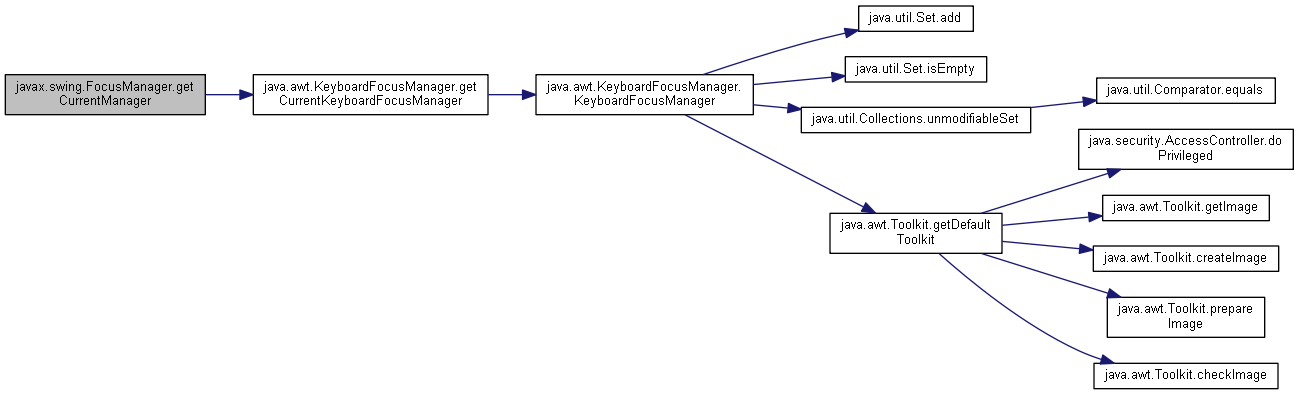 javax.swing.FocusManager.get
CurrentManager
java.awt.KeyboardFocusManager.get
CurrentKeyboardFocusManager
java.awt.KeyboardFocusManager.
KeyboardFocusManager
java.util.Set.add
java.util.Set.isEmpty
java.util.Collections.unmodifiableSet
java.util.Comparator.equals
java.awt.Toolkit.getDefault
Toolkit
java.security.AccessController.do
Privileged
java.awt.Toolkit.getImage
java.awt.Toolkit.createImage
java.awt.Toolkit.prepare
Image
java.awt.Toolkit.checkImage